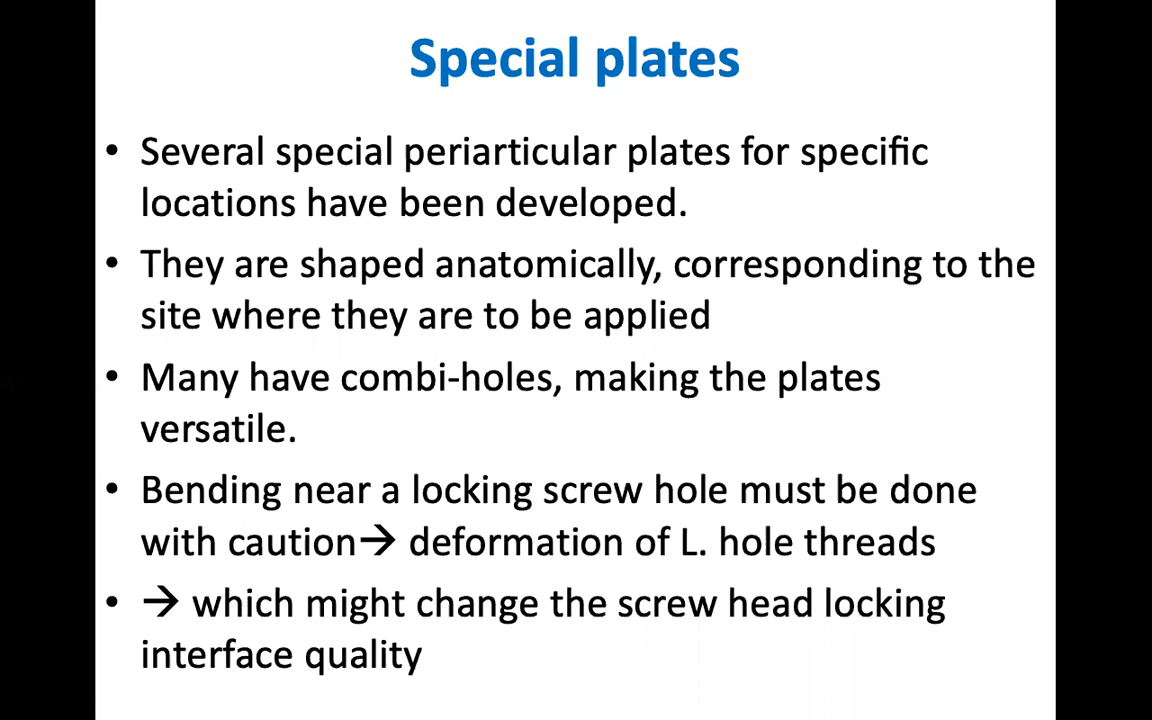 Special plates
• Several special periarticular plates for specific
locations have been developed.
• They are shaped anatomically, corresponding to the
site where they are to be applied
• Many have combi-holes, making the plates
versatile.
• Bending near a locking screw hole must be done
with caution→ deformation of L. hole threads
• → which might change the screw head locking
interface quality